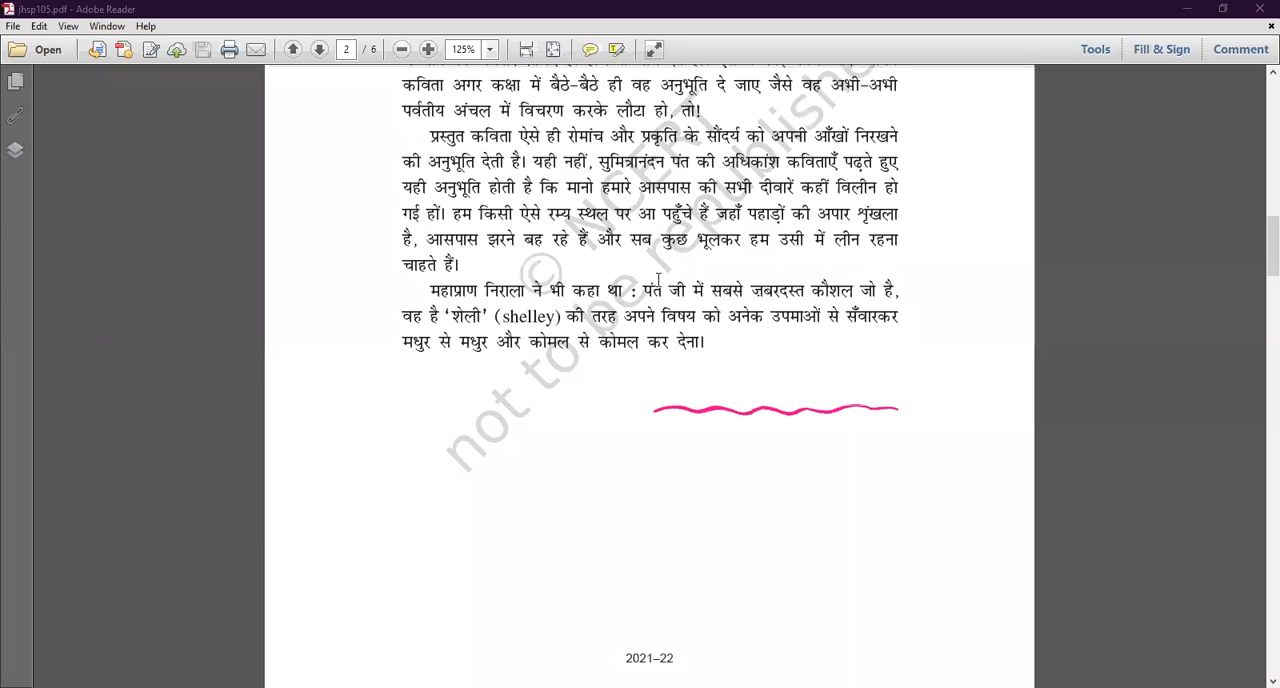 jhsp105.pdf - Adobe Reader
File Edit View Window Help
Open 2 / 6 125% Tools Fill & Sign Comment
कविता अगर कक्षा में बैठे-बैठे ही वह अनुभूति दे जाए जैसे वह अभी-अभी
पर्वतीय अंचल में विचरण करके लौटा हो, तो!
प्रस्तुत कविता ऐसे ही रोमांच और प्रकृति के सौंदर्य को अपनी आँखों निरखने
की अनुभूति देती है। यही नहीं, सुमित्रानंदन पंत की अधिकांश कविताएँ पढ़ते हुए
यही अनुभूति होती है कि मानो हमारे आसपास की सभी दीवारें कहीं विलीन हो
गई हों। हम किसी ऐसे रम्य स्थल पर आ पहुँचे हैं जहाँ पहाड़ों की अपार शृंखला
है, आसपास झरने बह रहे हैं और सब कुछ भूलकर हम उसी में लीन रहना
चाहते हैं।
महाप्राण निराला ने भी कहा था : पंत जी में सबसे ज़बरदस्त कौशल जो है,
वह है ‘शेली’ (shelley) की तरह अपने विषय को अनेक उपमाओं से सँवारकर
मधुर से मधुर और कोमल से कोमल कर देना।
© NCERT
not to be republished
2021–22